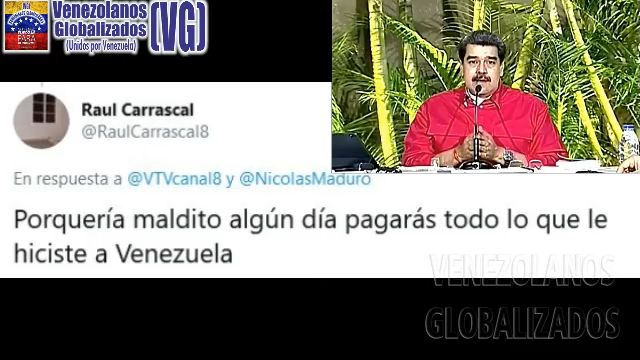 Venezolanos
Globalizados
(Unidos por Venezuela)
(VG)
Raul Carrascal
@RaulCarrascal8
En respuesta a @VTVcanal8 y @NicolasMaduro
Porquería maldito algún día pagarás todo lo que le
hiciste a Venezuela
VENEZOLANOS
GLOBALIZADOS